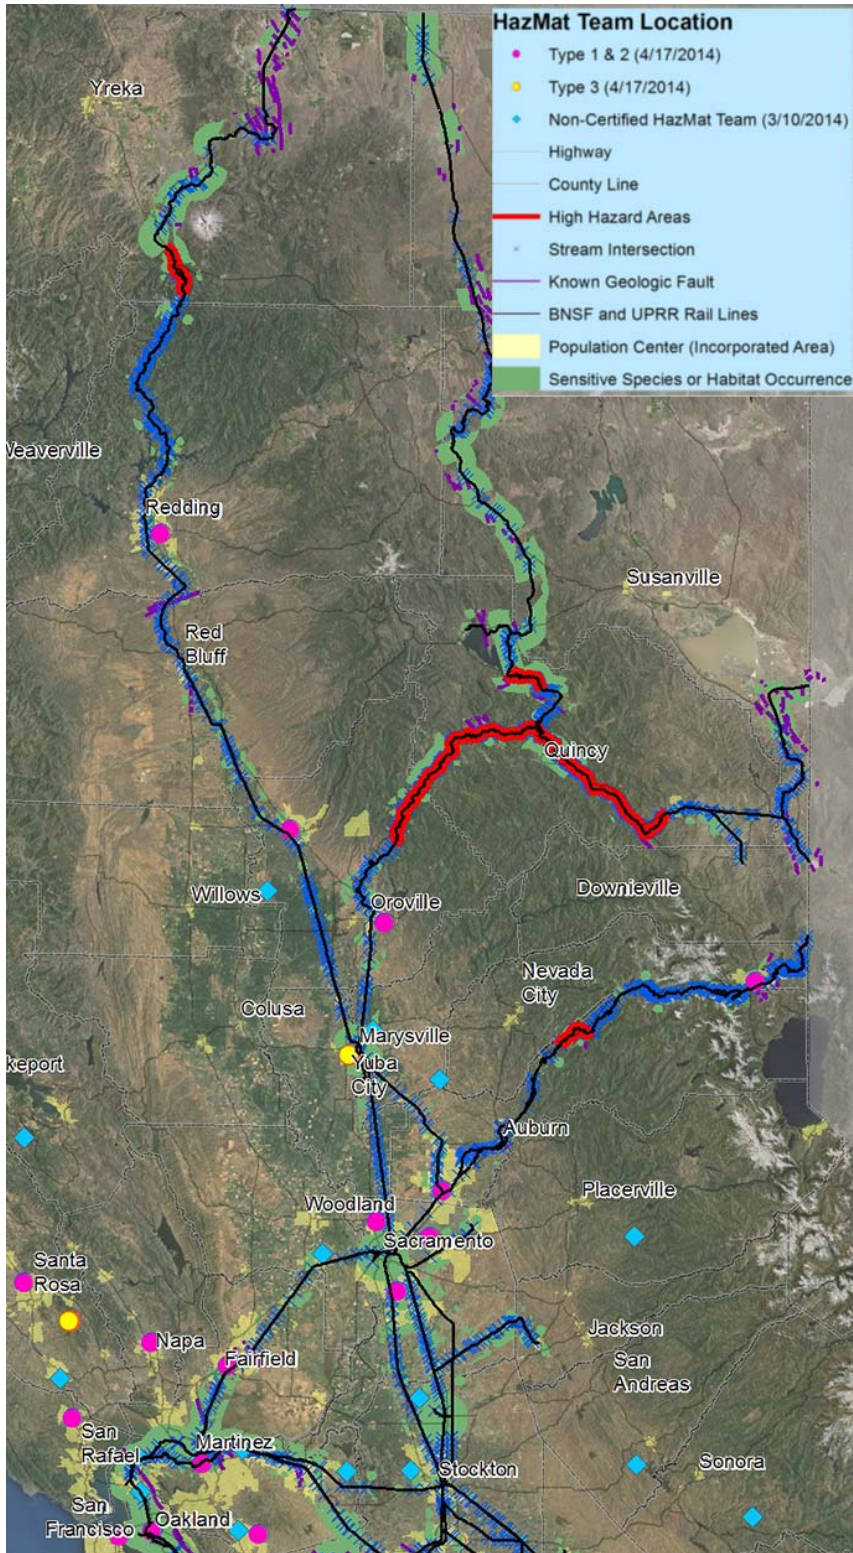 HazMat Team Location
Type 1 & 2 (4/17/2014)
Type 3 (4/17/2014)
Non-Certified HazMat Team (3/10/2014)
Highway
County Line
High Hazard Areas
Stream Intersection
Known Geologic Fault
BNSF and UPRR Rail Lines
Population Center (Incorporated Area)
Sensitive Species or Habitat Occurrence
Yreka
Weaverville
Redding
Susanville
Red
Bluff
Quincy
Willows
Downieville
Oroville
Nevada
City
Colusa
Marysville
Yuba
City
keport
Auburn
Placerville
Woodland
Sacramento
Santa
Rosa
Napa
Jackson
Fairfield
San
Andreas
San
Rafael
Martinez
Stockton
Sonora
San
Francisco
Oakland